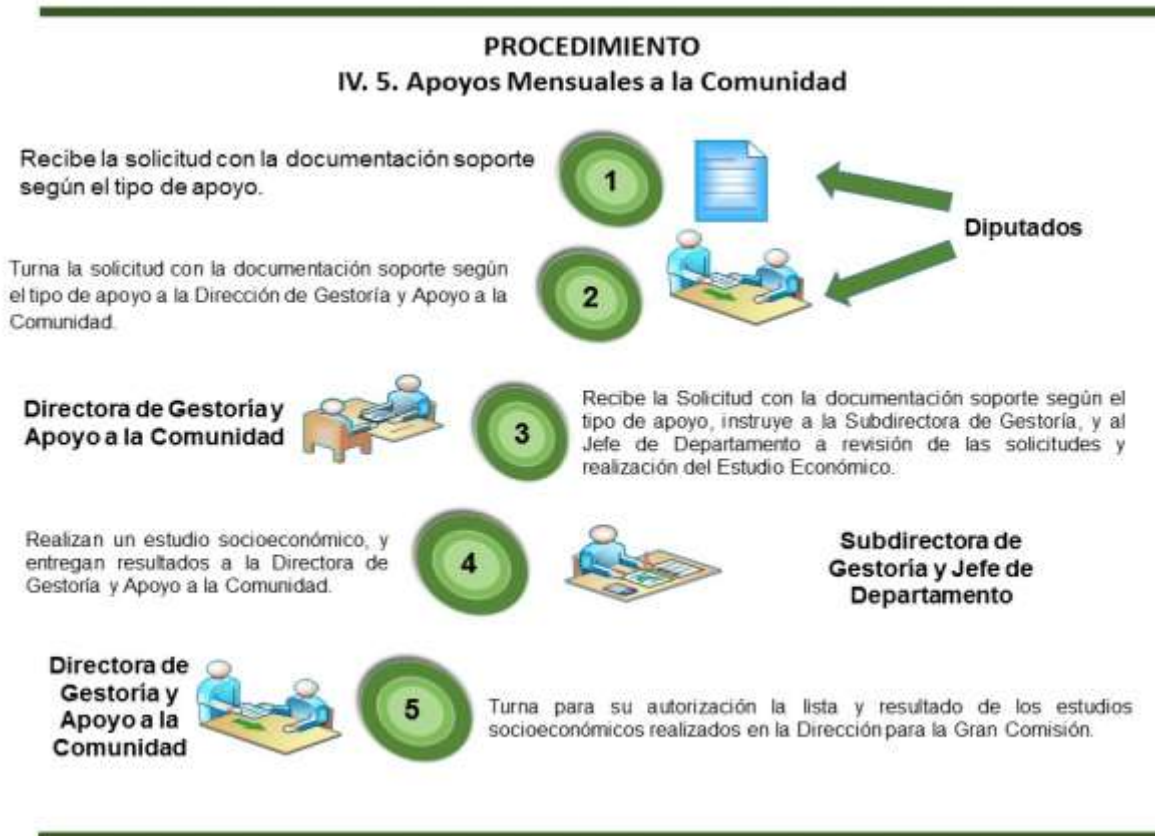 PROCEDIMIENTO
IV. 5. Apoyos Mensuales a la Comunidad
Recibe la solicitud con la documentación soporte
según el tipo de apoyo.
1
Diputados
Turna la solicitud con la documentación soporte según
el tipo de apoyo a la Dirección de Gestoría y Apoyo a la
Comunidad.
2
Directora de Gestoría y
Apoyo a la Comunidad
3
Recibe la Solicitud con la documentación soporte según el
tipo de apoyo, instruye a la Subdirectora de Gestoría, y al
Jefe de Departamento a revisión de las solicitudes y
realización del Estudio Económico.
Realizan un estudio socioeconómico, y
entregan resultados a la Directora de
Gestoría y Apoyo a la Comunidad.
4
Subdirectora de
Gestoría y Jefe de
Departamento
Directora de
Gestoría y
Apoyo a la
Comunidad
5
Turna para su autorización la lista y resultado de los estudios
socioeconómicos realizados en la Dirección para la Gran Comisión.